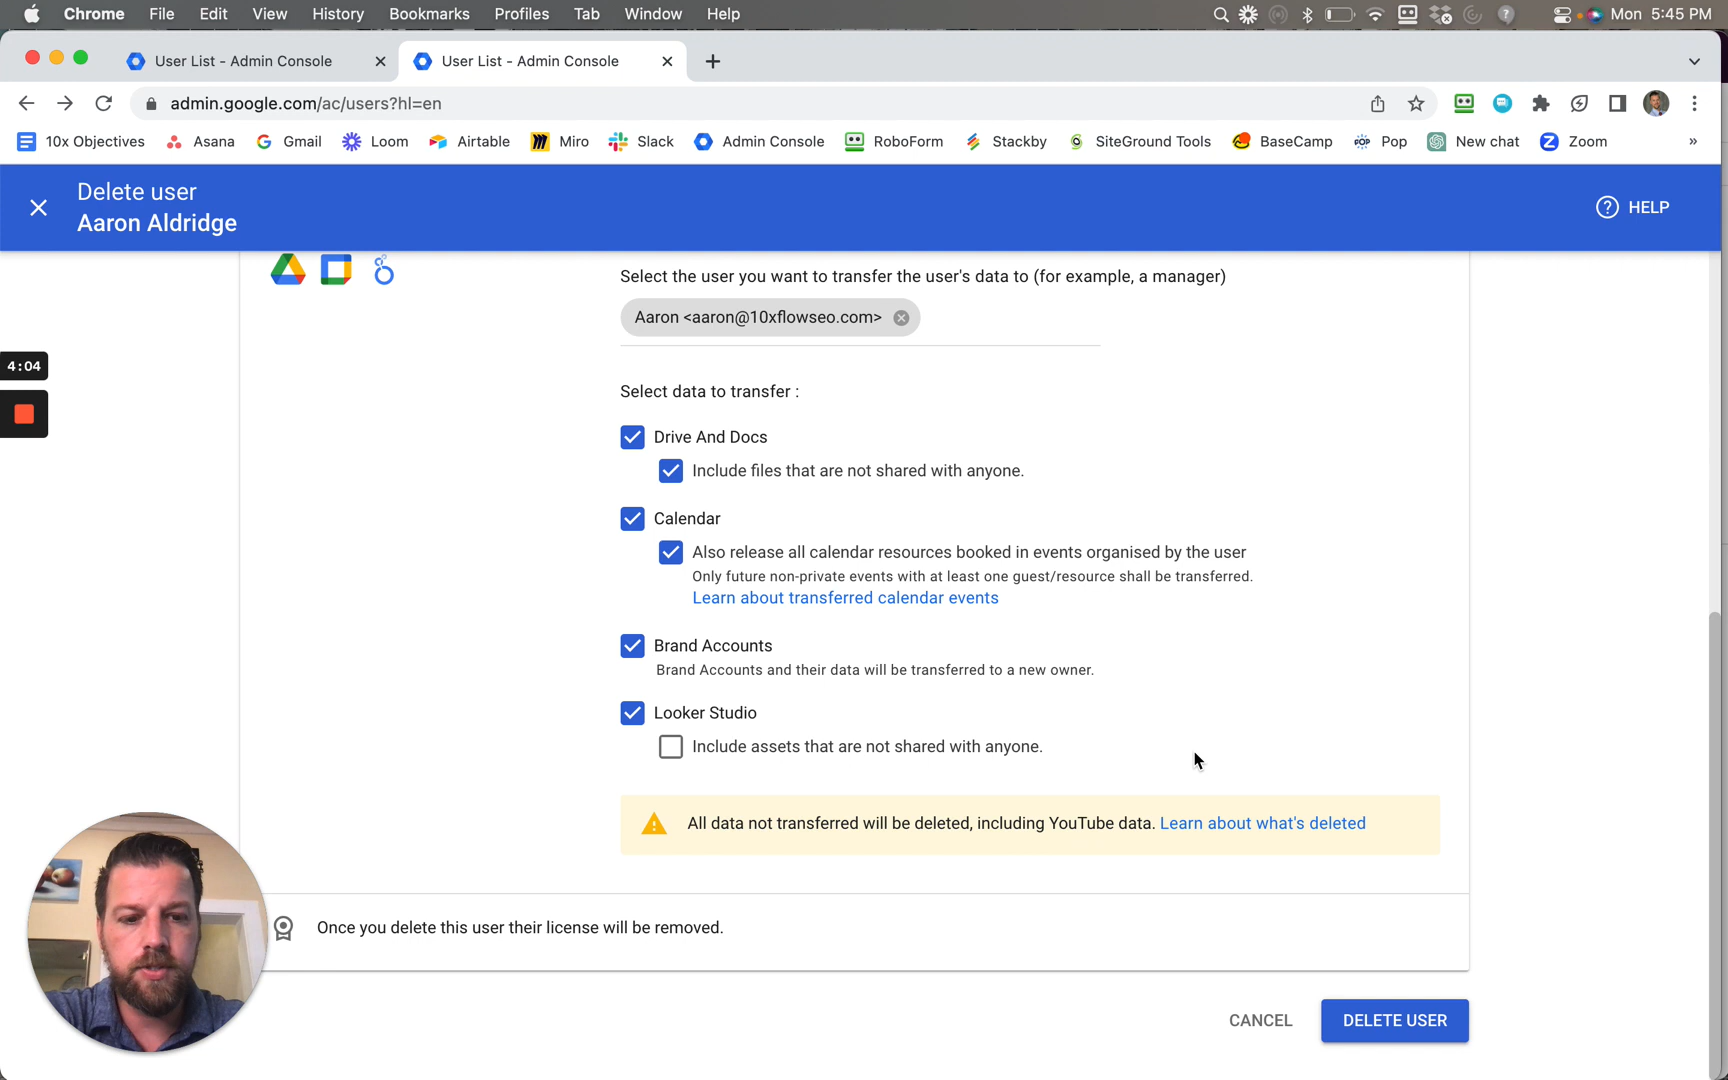 Chrome File Edit View History Bookmarks Profiles Tab Window Help Mon 5:45 PM
User List - Admin Console User List - Admin Console
admin.google.com/ac/users?hl=en
10x Objectives Asana Gmail Loom Airtable Miro Slack Admin Console RoboForm Stackby SiteGround Tools BaseCamp Pop New chat Zoom »
Delete user
Aaron Aldridge
HELP
Select the user you want to transfer the user's data to (for example, a manager)
Aaron <aaron@10xflowseo.com>
4:04
Select data to transfer :
Drive And Docs
Include files that are not shared with anyone.
Calendar
Also release all calendar resources booked in events organised by the user
Only future non-private events with at least one guest/resource shall be transferred.
Learn about transferred calendar events
Brand Accounts
Brand Accounts and their data will be transferred to a new owner.
Looker Studio
Include assets that are not shared with anyone.
All data not transferred will be deleted, including YouTube data. Learn about what's deleted
Once you delete this user their license will be removed.
CANCEL DELETE USER